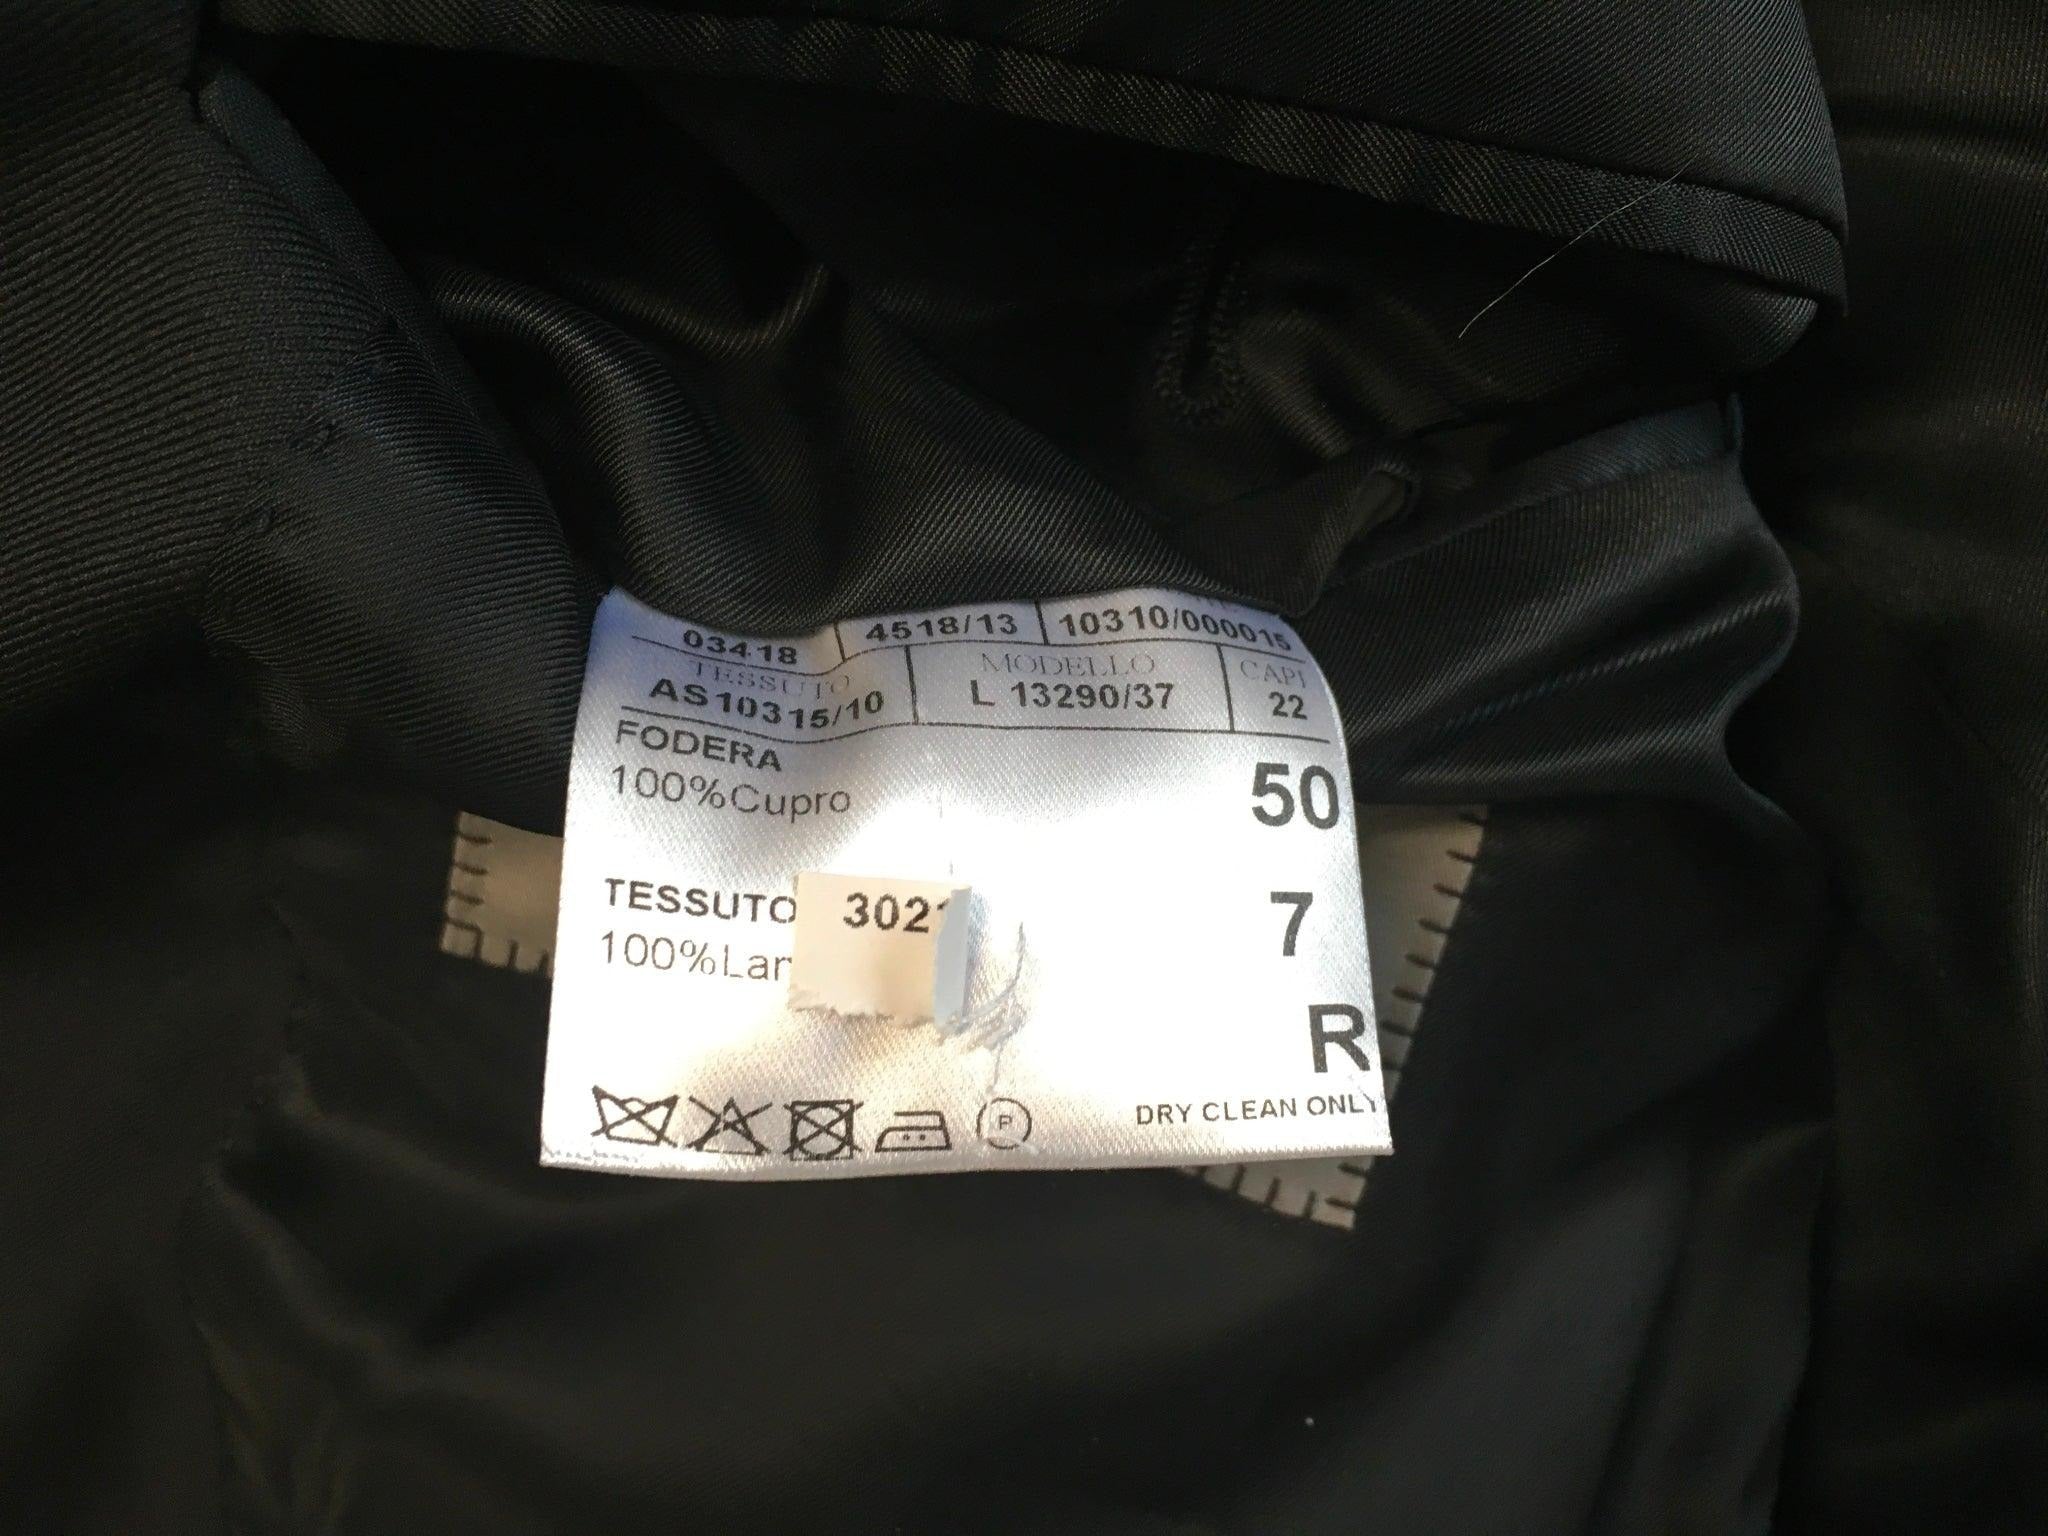 03418 4518/13 10310/000015
TESSUTO MODELLO CAPI
AS10315/10 L 13290/37 22
FODERA
100%Cupro
50
TESSUTO 302
7
100%Lan
R
DRY CLEAN ONLY
P